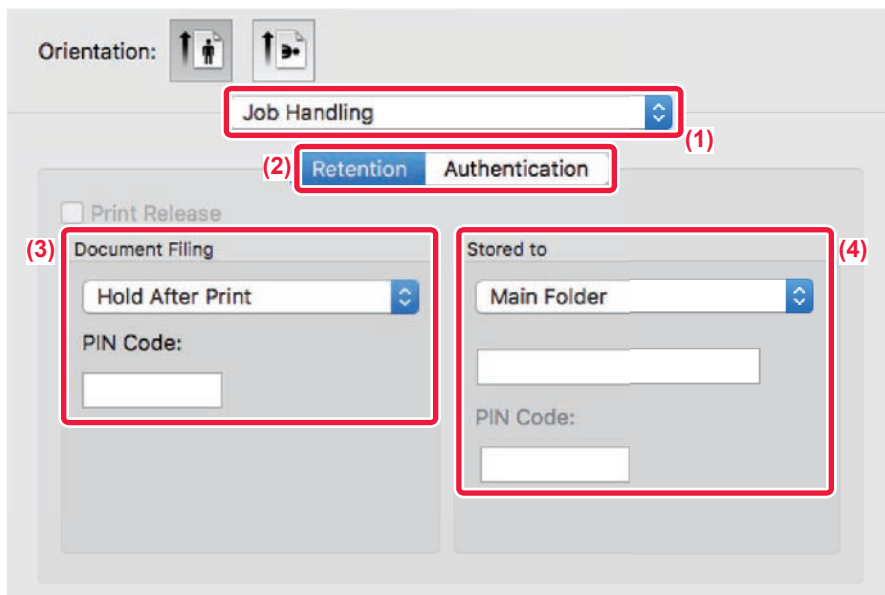 Orientation:
Job Handling
(1)
(2) Retention Authentication
Print Release
(3) Document Filing
Hold After Print
PIN Code:
Stored to (4)
Main Folder
PIN Code: